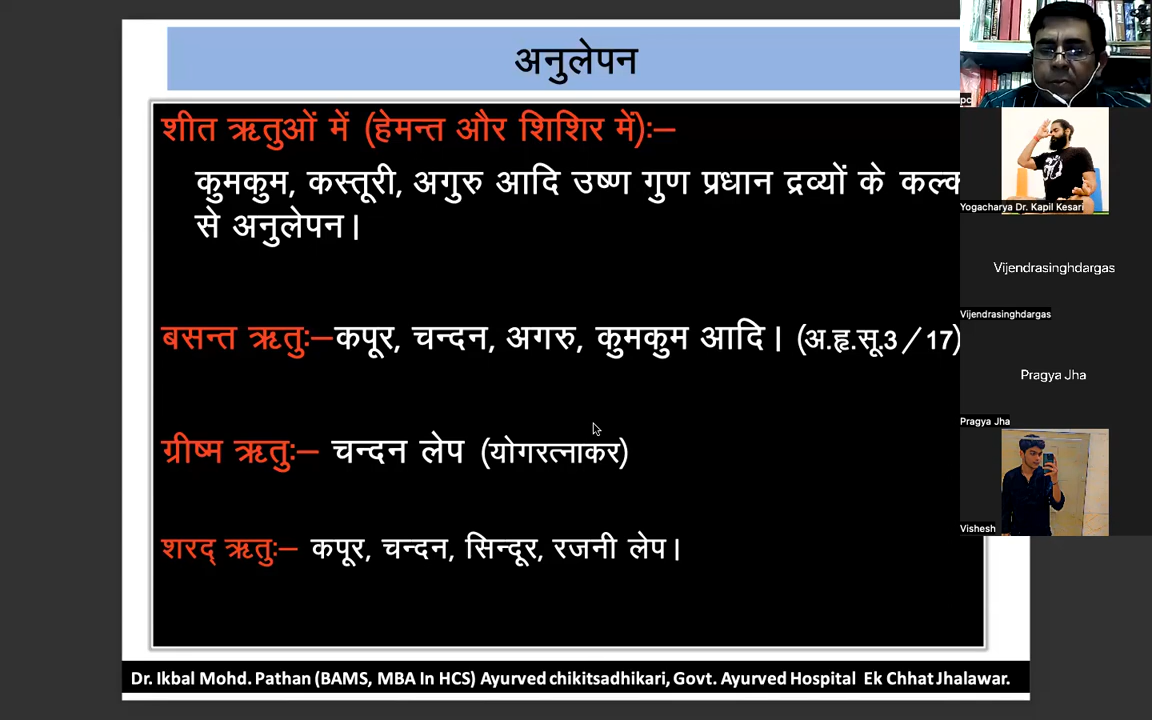 अनुलेपन
शीत ऋतुओं में (हेमन्त और शिशिर में):–
कुमकुम, कस्तूरी, अगुरु आदि उष्ण गुण प्रधान द्रव्यों के कल्क
से अनुलेपन।
बसन्त ऋतुः–कपूर, चन्दन, अगरु, कुमकुम आदि। (अ.हृ.सू.3/17)
ग्रीष्म ऋतुः– चन्दन लेप (योगरत्नाकर)
शरद् ऋतुः– कपूर, चन्दन, सिन्दूर, रजनी लेप।
Dr. Ikbal Mohd. Pathan (BAMS, MBA In HCS) Ayurved chikitsadhikari, Govt. Ayurved Hospital Ek Chhat Jhalawar.
pc
Yogacharya Dr. Kapil Kesari
Vijendrasinghdargas
Vijendrasinghdargas
Pragya Jha
Pragya Jha
Vishesh